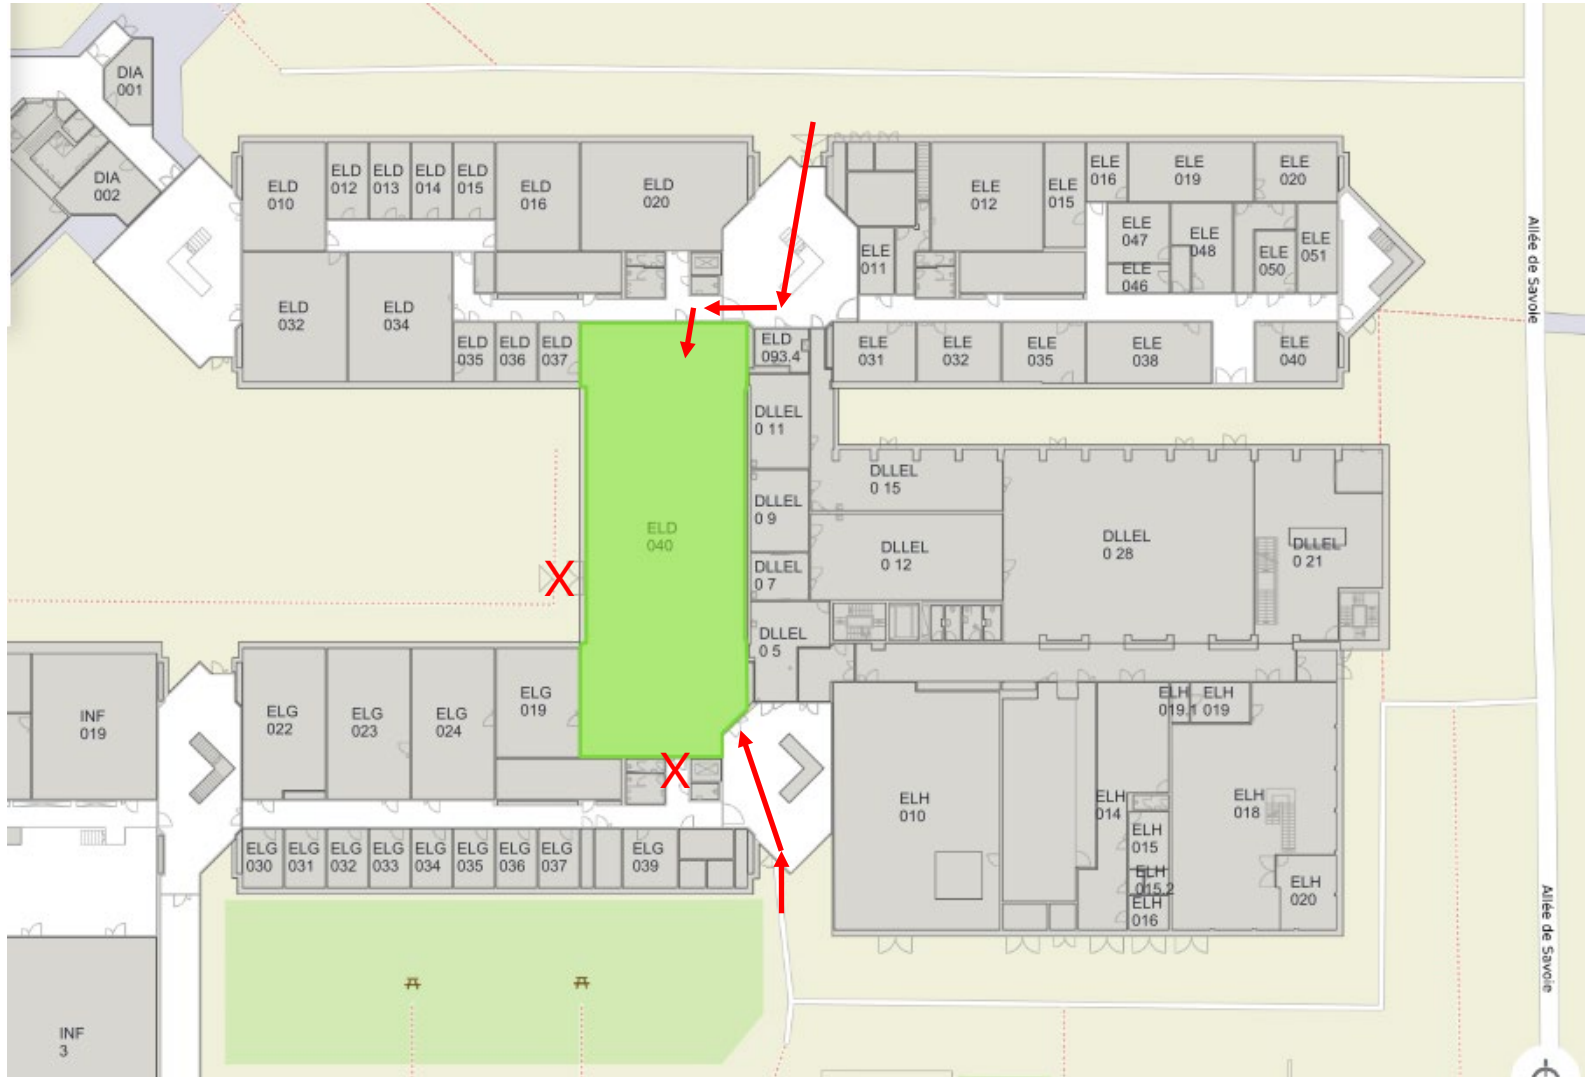 DIA
001
DIA
002
ELD
010
ELD
012
ELD
013
ELD
014
ELD
015
ELD
016
ELD
020
ELE
012
ELE
015
ELE
016
ELE
019
ELE
020
ELE
011
ELE
047
ELE
046
ELE
048
ELE
050
ELE
051
Allée de Savoie
ELD
032
ELD
034
ELD
035
ELD
036
ELD
037
ELD
093.4
ELE
031
ELE
032
ELE
035
ELE
038
ELE
040
DLLEL
0 11
DLLEL
0 15
DLLEL
0 9
ELD
040
DLLEL
0 12
DLLEL
0 28
DLLEL
0 21
DLLEL
0 7
X
DLLEL
0 5
INF
019
ELG
022
ELG
023
ELG
024
ELG
019
X
ELH
019.1
ELH
019
ELH
010
ELH
014
ELH
018
ELH
015
ELH
015.2
ELH
016
ELH
020
ELG
030
ELG
031
ELG
032
ELG
033
ELG
034
ELG
035
ELG
036
ELG
037
ELG
039
Allée de Savoie
INF
3